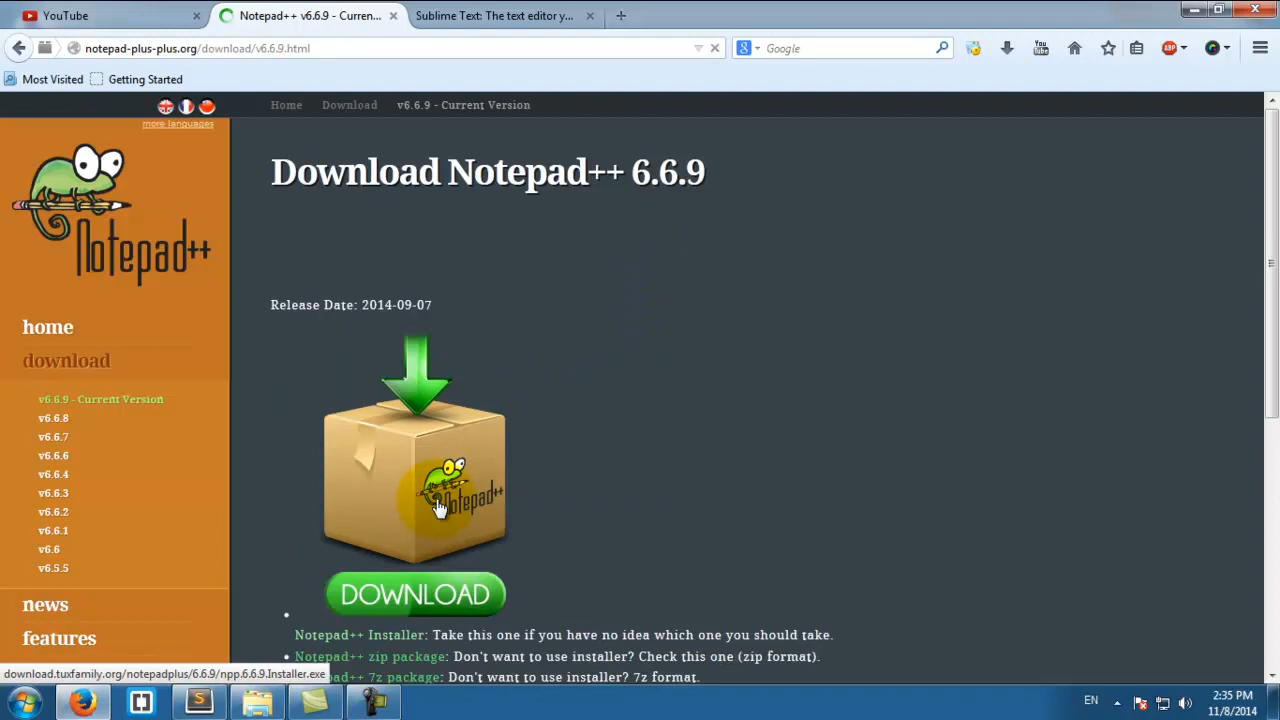 YouTube
Notepad++ v6.6.9 - Curren...
Sublime Text: The text editor y...
notepad-plus-plus.org/download/v6.6.9.html
Google
Most Visited
Getting Started
more languages
Home
Download
v6.6.9 - Current Version
Notepad++
Download Notepad++ 6.6.9
Release Date: 2014-09-07
home
download
v6.6.9 - Current Version
v6.6.8
v6.6.7
v6.6.6
v6.6.4
v6.6.3
v6.6.2
v6.6.1
v6.6
v6.5.5
news
features
Notepad++
DOWNLOAD
Notepad++ Installer: Take this one if you have no idea which one you should take.
Notepad++ zip package: Don't want to use installer? Check this one (zip format).
pad++ 7z package: Don't want to use installer? 7z format.
download.tuxfamily.org/notepadplus/6.6.9/npp.6.6.9.Installer.exe
EN
2:35 PM
11/8/2014